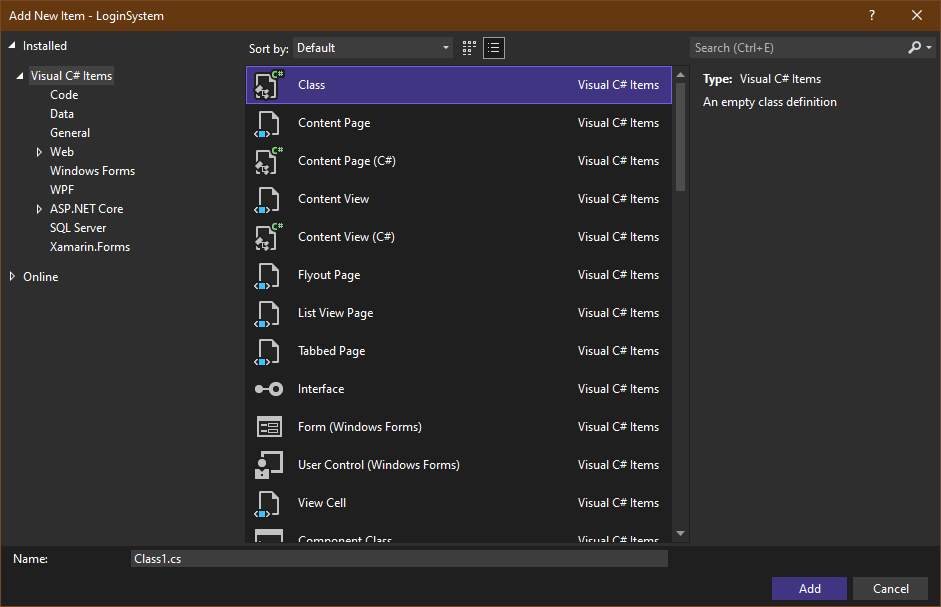 Add New Item - LoginSystem
?
Installed
Sort by: Default
Search (Ctrl+E)
Visual C# Items
Code
Data
General
Web
Windows Forms
WPF
ASP.NET Core
SQL Server
Xamarin.Forms
Online
C# Class Visual C# Items
Content Page Visual C# Items
C# Content Page (C#) Visual C# Items
Content View Visual C# Items
C# Content View (C#) Visual C# Items
Flyout Page Visual C# Items
List View Page Visual C# Items
Tabbed Page Visual C# Items
Interface Visual C# Items
Form (Windows Forms) Visual C# Items
User Control (Windows Forms) Visual C# Items
View Cell Visual C# Items
Component Class Visual C# Items
Type: Visual C# Items
An empty class definition
Name: Class1.cs
Add Cancel